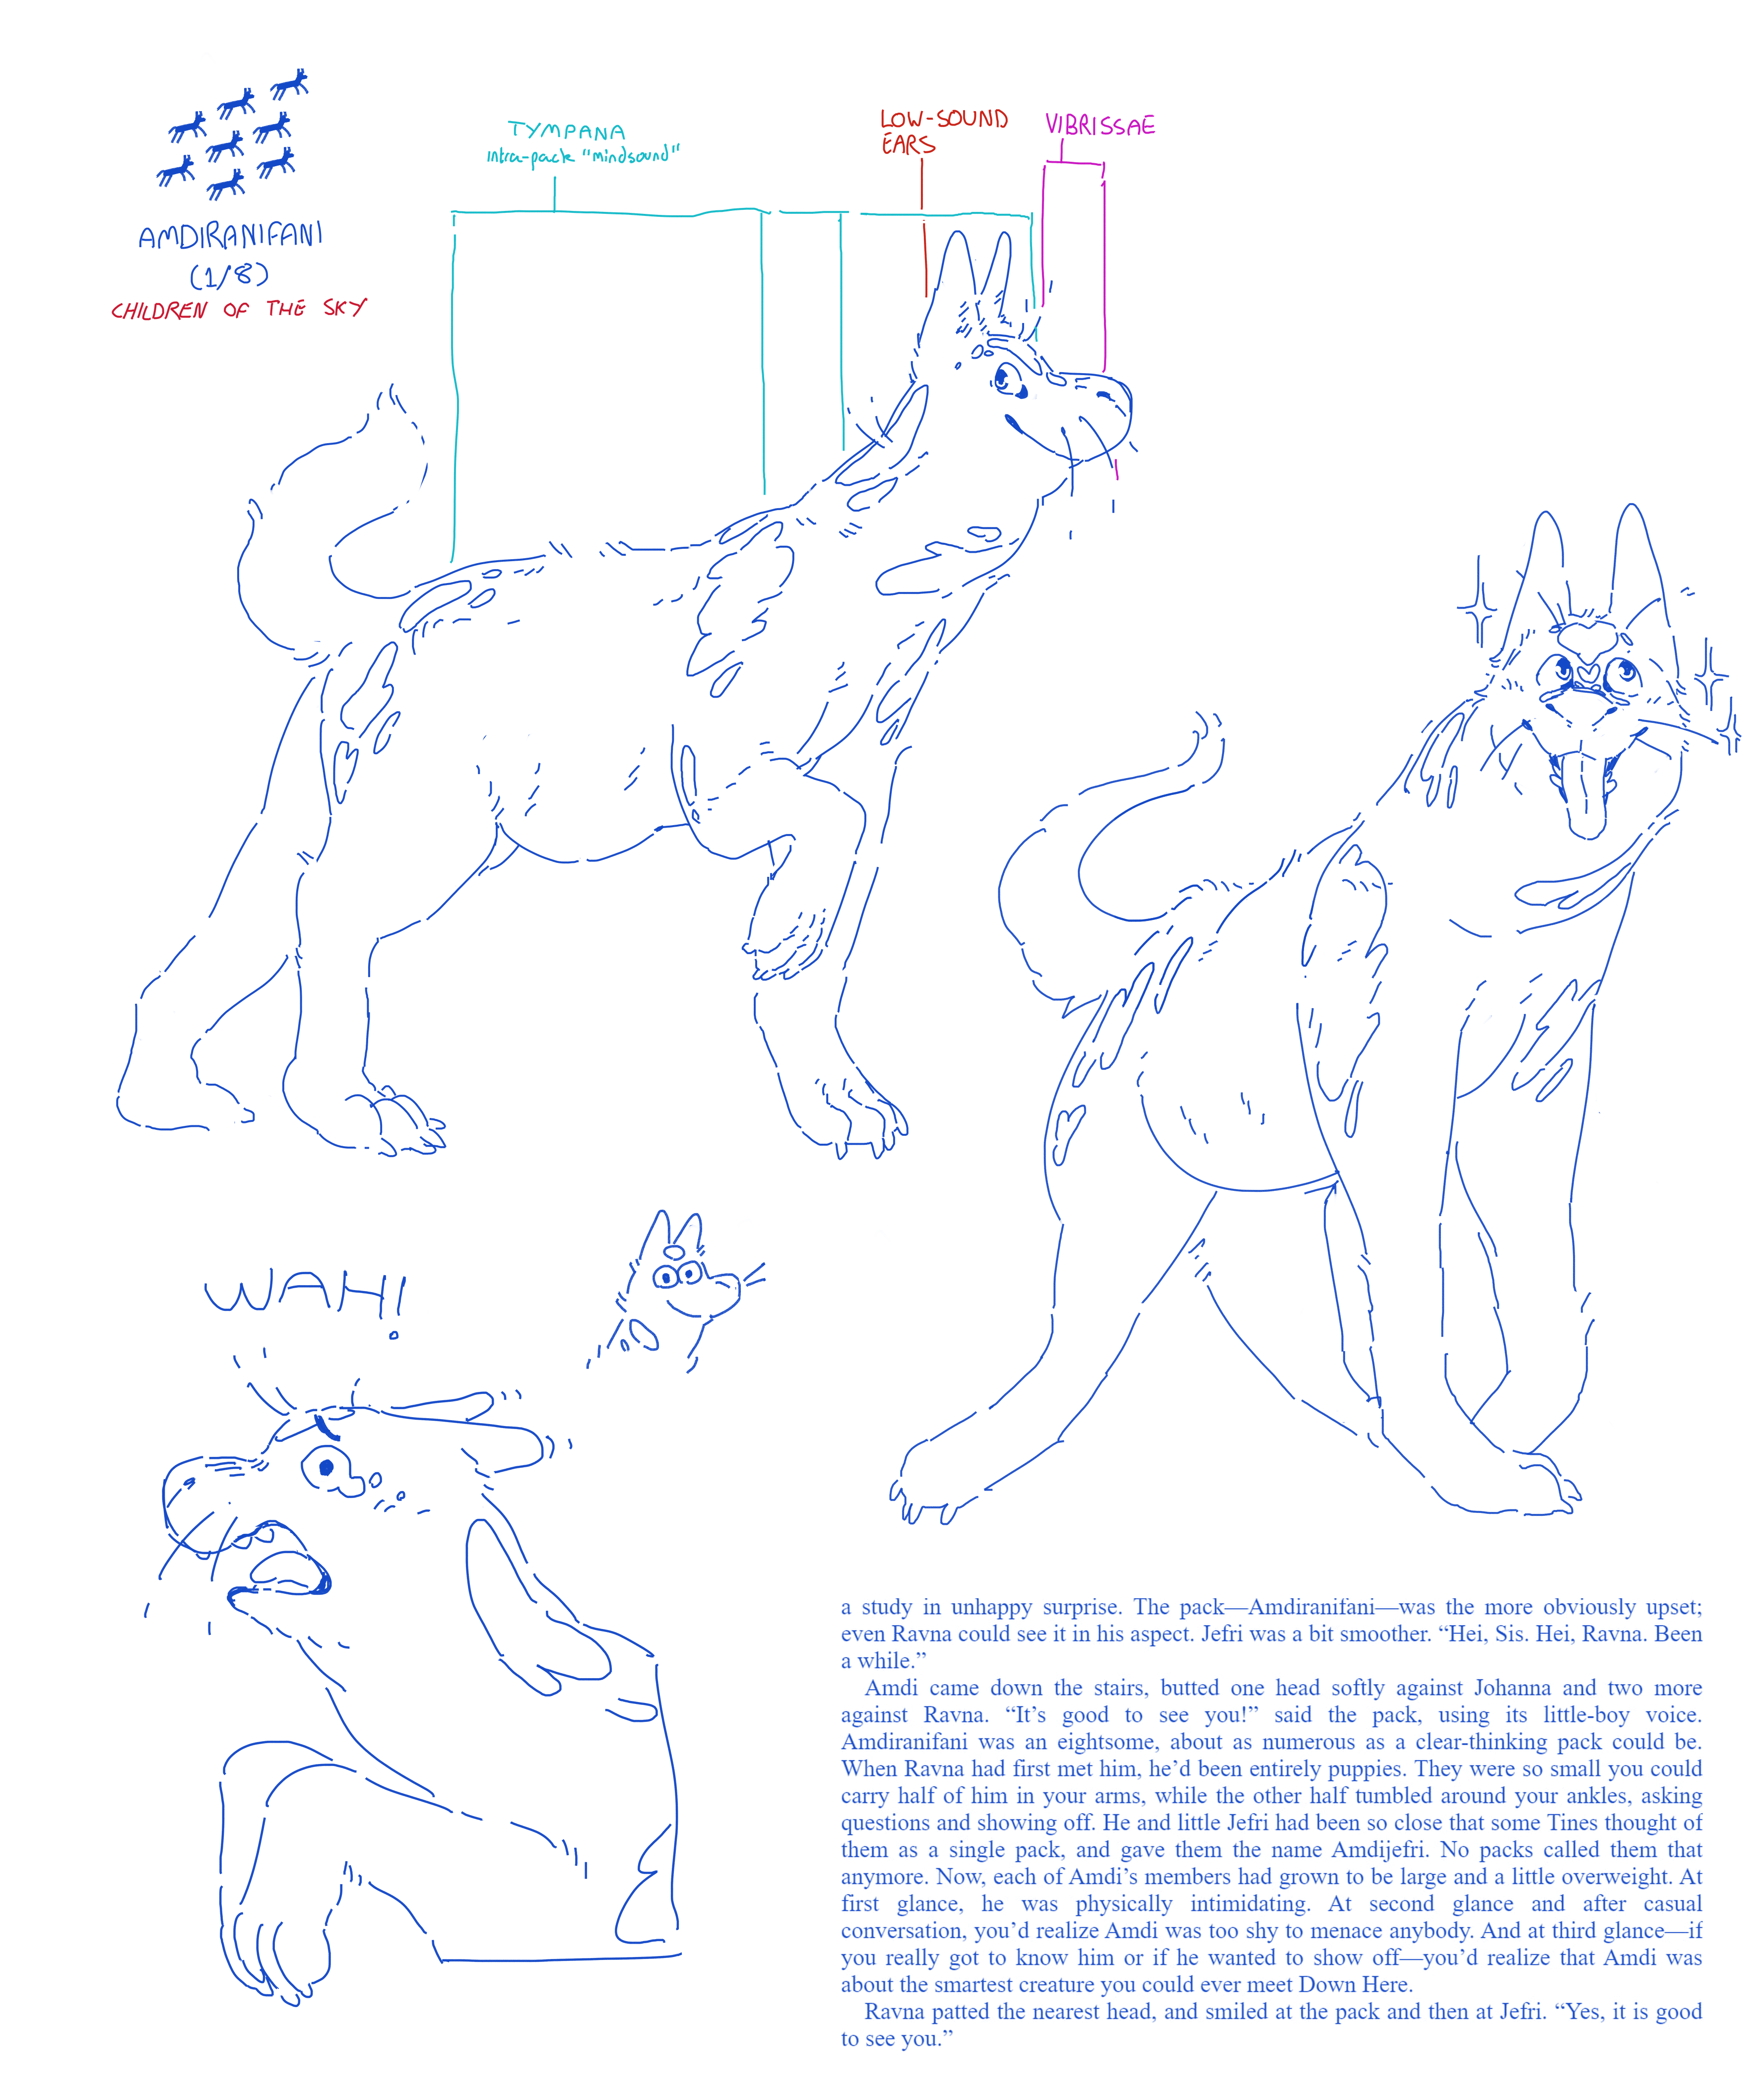 AMDIRANIFANI
(1/8)
CHILDREN OF THE SKY
TYMPANA
intra-pack "mindsound"
LOW-SOUND
EARS
VIBRISSAE
WAH!
a study in unhappy surprise. The pack—Amdiranifani—was the more obviously upset;
even Ravna could see it in his aspect. Jefri was a bit smoother. “Hei, Sis. Hei, Ravna. Been
a while.”
Amdi came down the stairs, butted one head softly against Johanna and two more
against Ravna. “It’s good to see you!” said the pack, using its little-boy voice.
Amdiranifani was an eightsome, about as numerous as a clear-thinking pack could be.
When Ravna had first met him, he’d been entirely puppies. They were so small you could
carry half of him in your arms, while the other half tumbled around your ankles, asking
questions and showing off. He and little Jefri had been so close that some Tines thought of
them as a single pack, and gave them the name Amdijefri. No packs called them that
anymore. Now, each of Amdi’s members had grown to be large and a little overweight. At
first glance, he was physically intimidating. At second glance and after casual
conversation, you’d realize Amdi was too shy to menace anybody. And at third glance—if
you really got to know him or if he wanted to show off—you’d realize that Amdi was
about the smartest creature you could ever meet Down Here.
Ravna patted the nearest head, and smiled at the pack and then at Jefri. “Yes, it is good
to see you.”